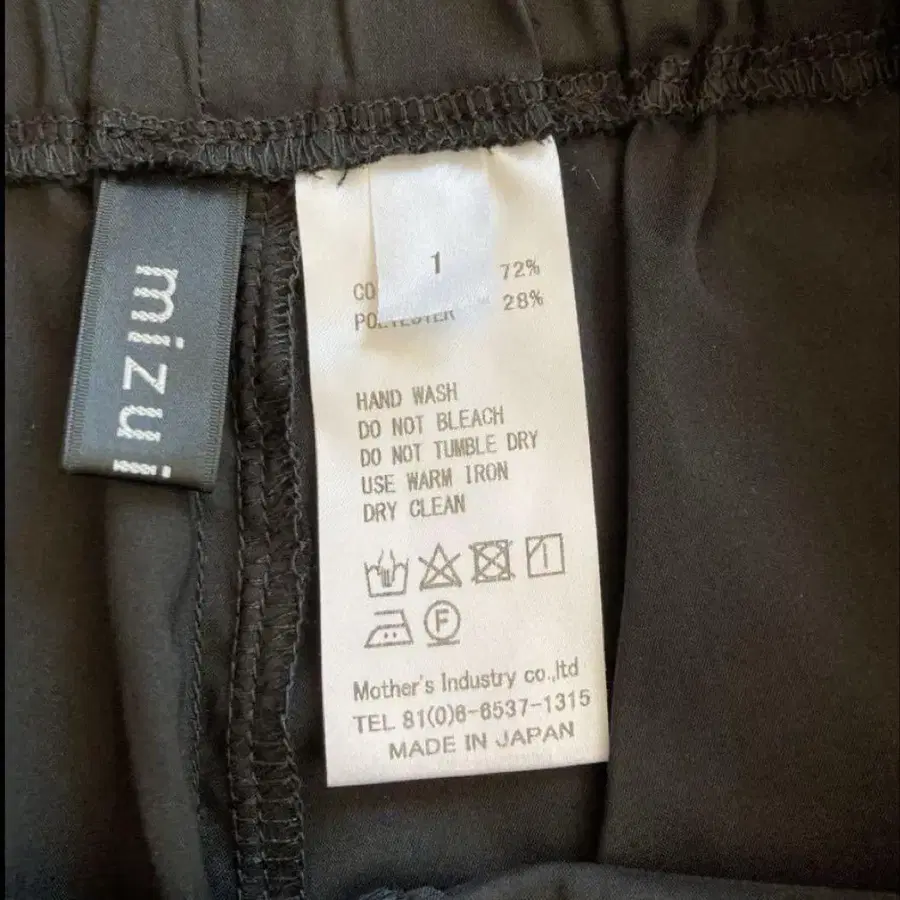 mizui
1
CO 72%
28%
HAND WASH
DO NOT BLEACH
DO NOT TUMBLE DRY
USE WARM IRON
DRY CLEAN
F
Mother's Industry co.,ltd
TEL 81(0)6-6537-1315
MADE IN JAPAN